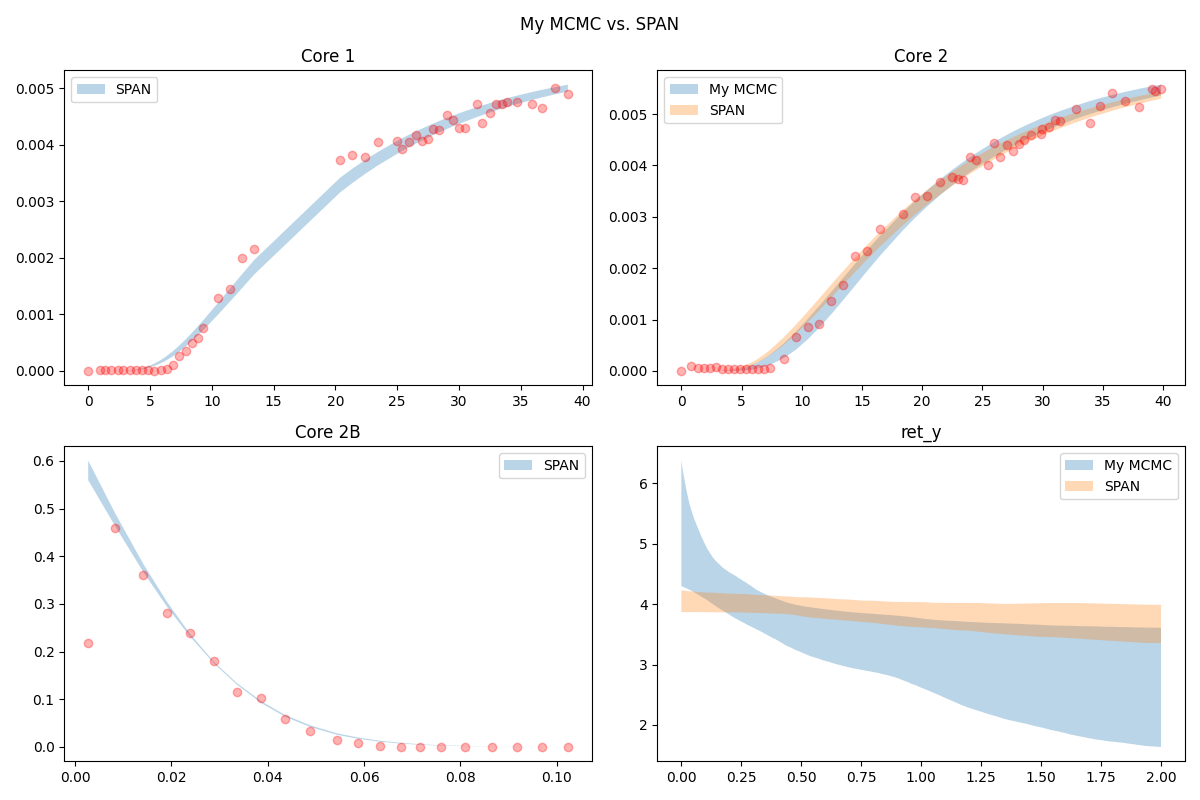 My MCMC vs. SPAN
Core 1
SPAN
0.005
0.004
0.003
0.002
0.001
0.000
0 5 10 15 20 25 30 35 40
Core 2
My MCMC
SPAN
0.005
0.004
0.003
0.002
0.001
0.000
0 5 10 15 20 25 30 35 40
Core 2B
SPAN
0.6
0.5
0.4
0.3
0.2
0.1
0.0
0.00 0.02 0.04 0.06 0.08 0.10
ret_y
My MCMC
SPAN
6
5
4
3
2
0.00 0.25 0.50 0.75 1.00 1.25 1.50 1.75 2.00